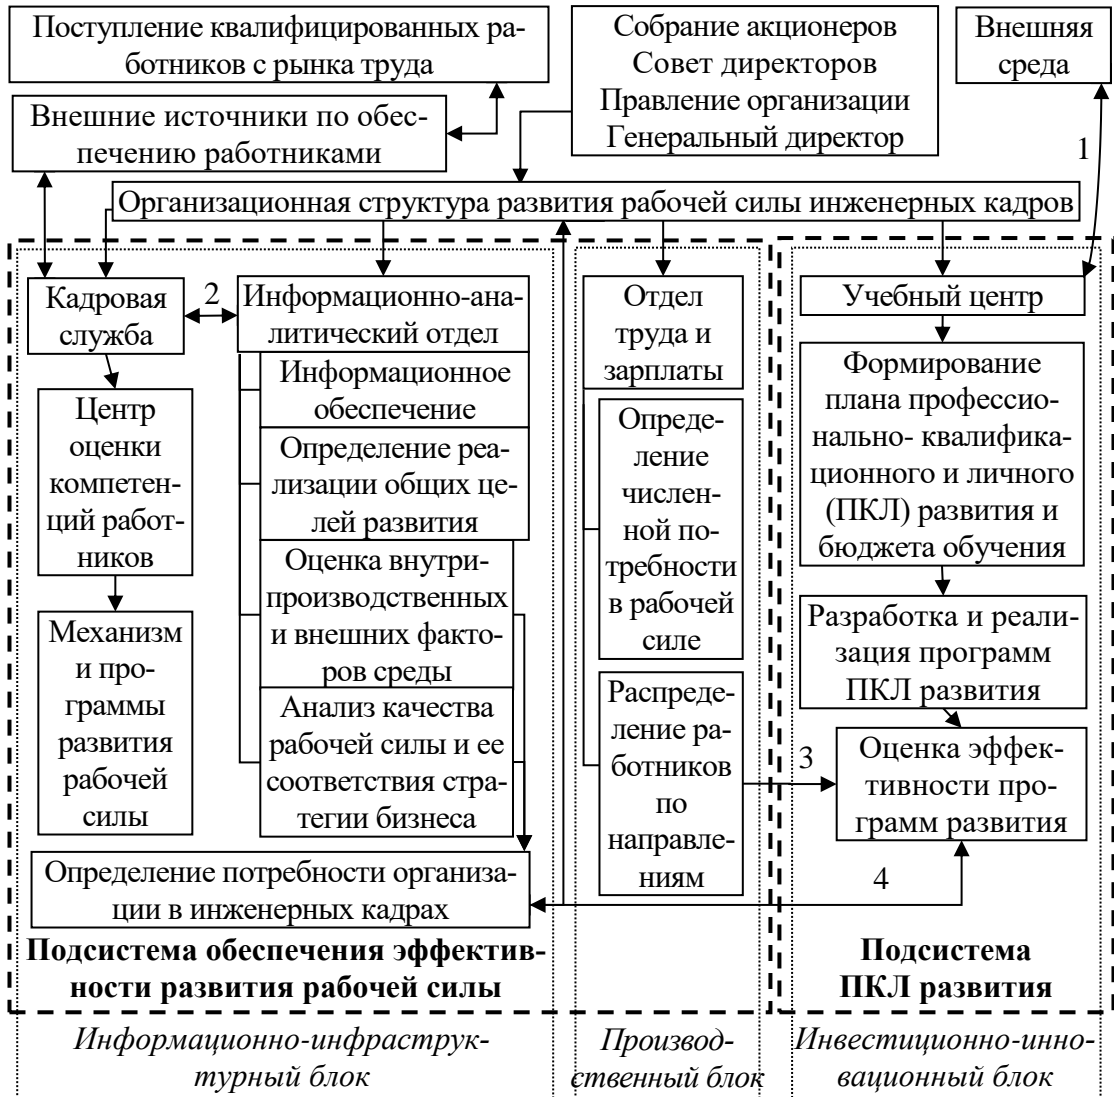 Поступление квалифицированных ра-
ботников с рынка труда
Собрание акционеров
Совет директоров
Правление организации
Генеральный директор
Внешняя
среда
Внешние источники по обес-
печению работниками
1
Организационная структура развития рабочей силы инженерных кадров
Кадровая
служба
2
Информационно-ана-
литический отдел
Информационное
обеспечение
Определение реа-
лизации общих це-
лей развития
Оценка внутри-
производственных
и внешних факто-
ров среды
Анализ качества
рабочей силы и ее
соответствия стра-
тегии бизнеса
Центр
оценки
компетен-
ций работ-
ников
Механизм
и про-
граммы
развития
рабочей
силы
Определение потребности организа-
ции в инженерных кадрах
Отдел
труда и
зарплаты
Опреде-
ление
числен-
ной по-
требности
в рабочей
силе
Распреде-
ление ра-
ботников
по
направле-
ниям
Учебный центр
Формирование
плана профессио-
нально- квалифика-
ционного и личного
(ПКЛ) развития и
бюджета обучения
Разработка и реали-
зация программ
ПКЛ развития
3
Оценка эффек-
тивности про-
грамм развития
4
Подсистема обеспечения эффектив-
ности развития рабочей силы
Подсистема
ПКЛ развития
Информационно-инфраструк-
турный блок
Производ-
ственный блок
Инвестиционно-инно-
вационный блок